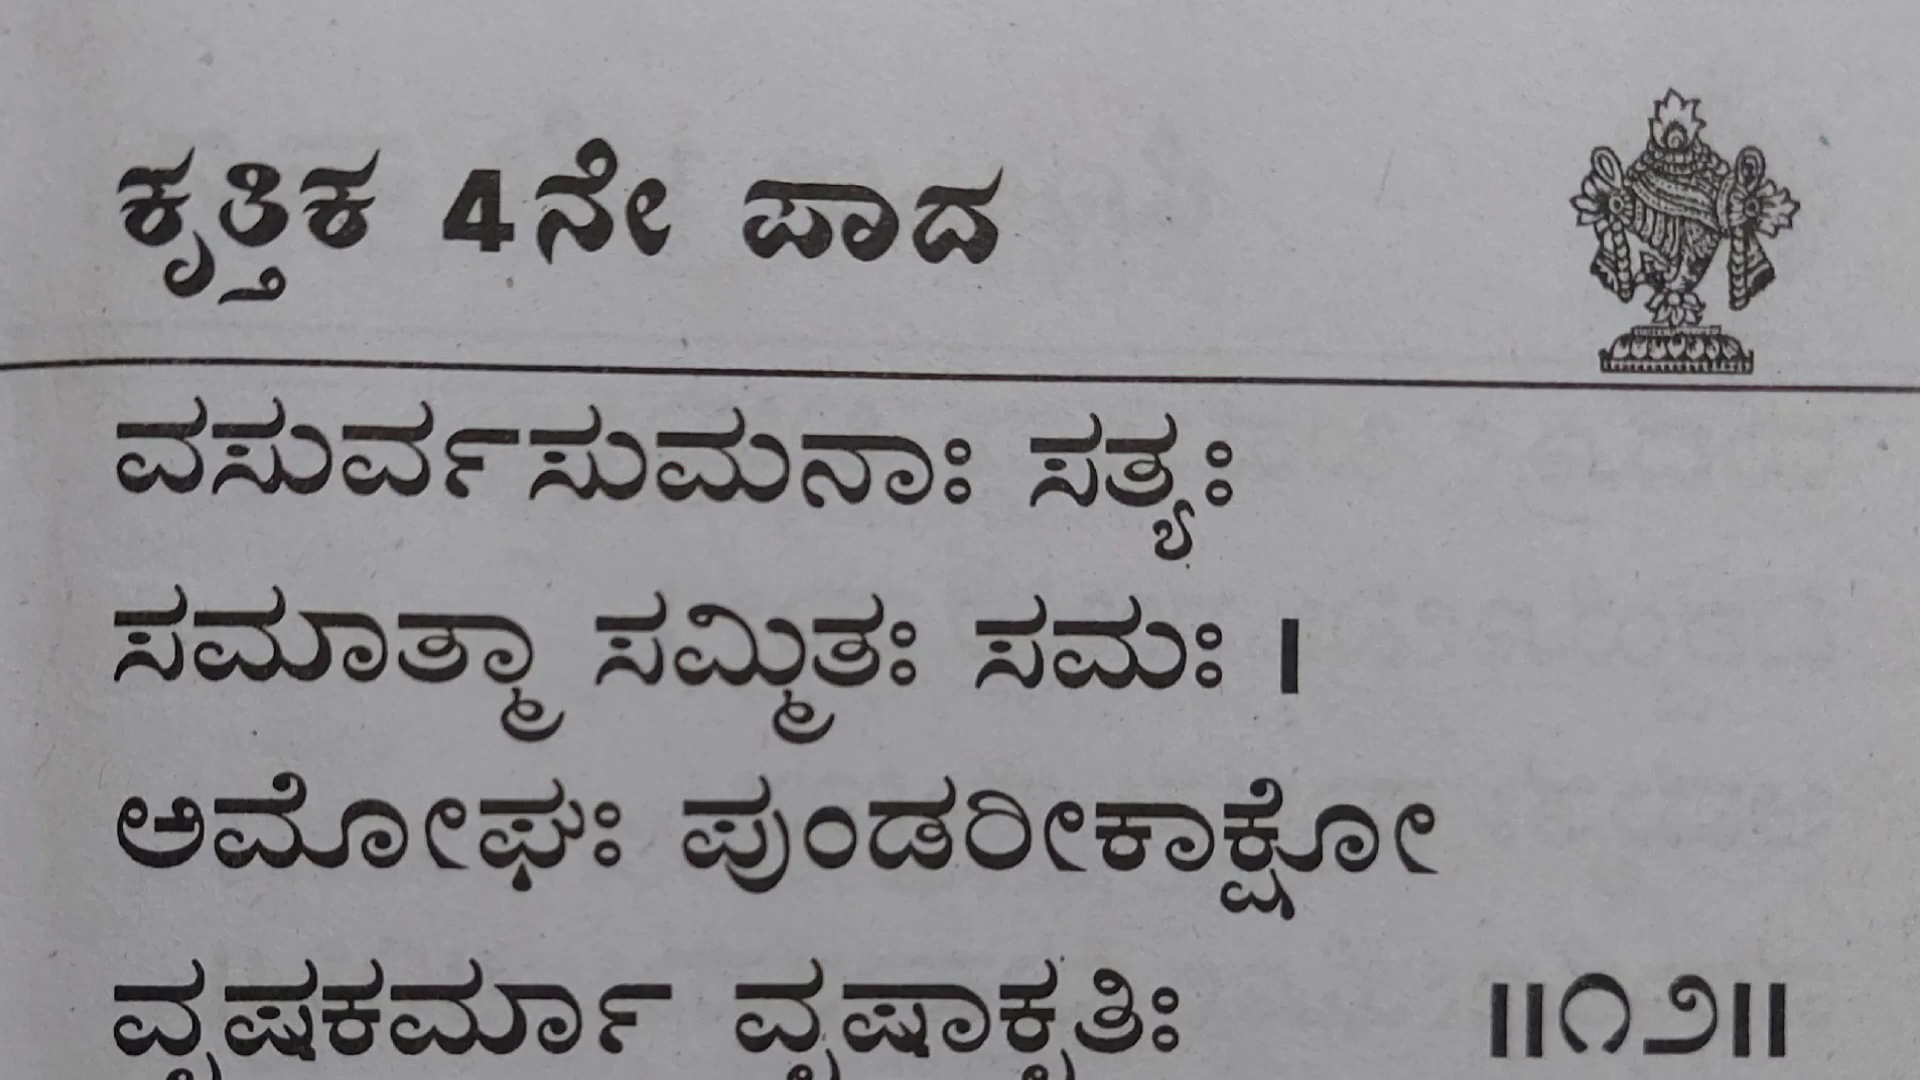 ಕೃತ್ತಿಕ 4ನೇ ಪಾದ
ವಸುರ್ವಸುಮನಾಃ ಸತ್ಯಃ
ಸಮಾತ್ಮಾ ಸಮ್ಮಿತಃ ಸಮಃ ।
ಅಮೋಘಃ ಪುಂಡರೀಕಾಕ್ಷೋ
ವೃಷಕರ್ಮಾ ವೃಷಾಕೃತಿಃ ॥೧೨॥